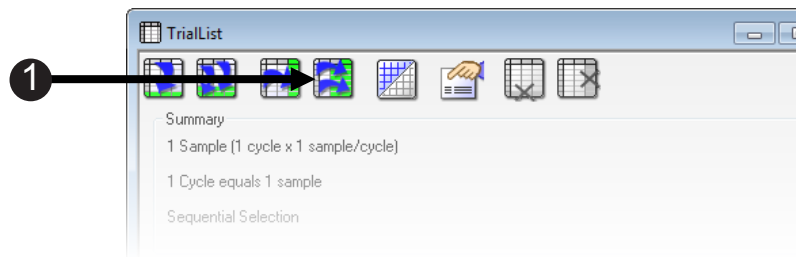 TrialList
1
Summary
1 Sample (1 cycle x 1 sample/cycle)
1 Cycle equals 1 sample
Sequential Selection